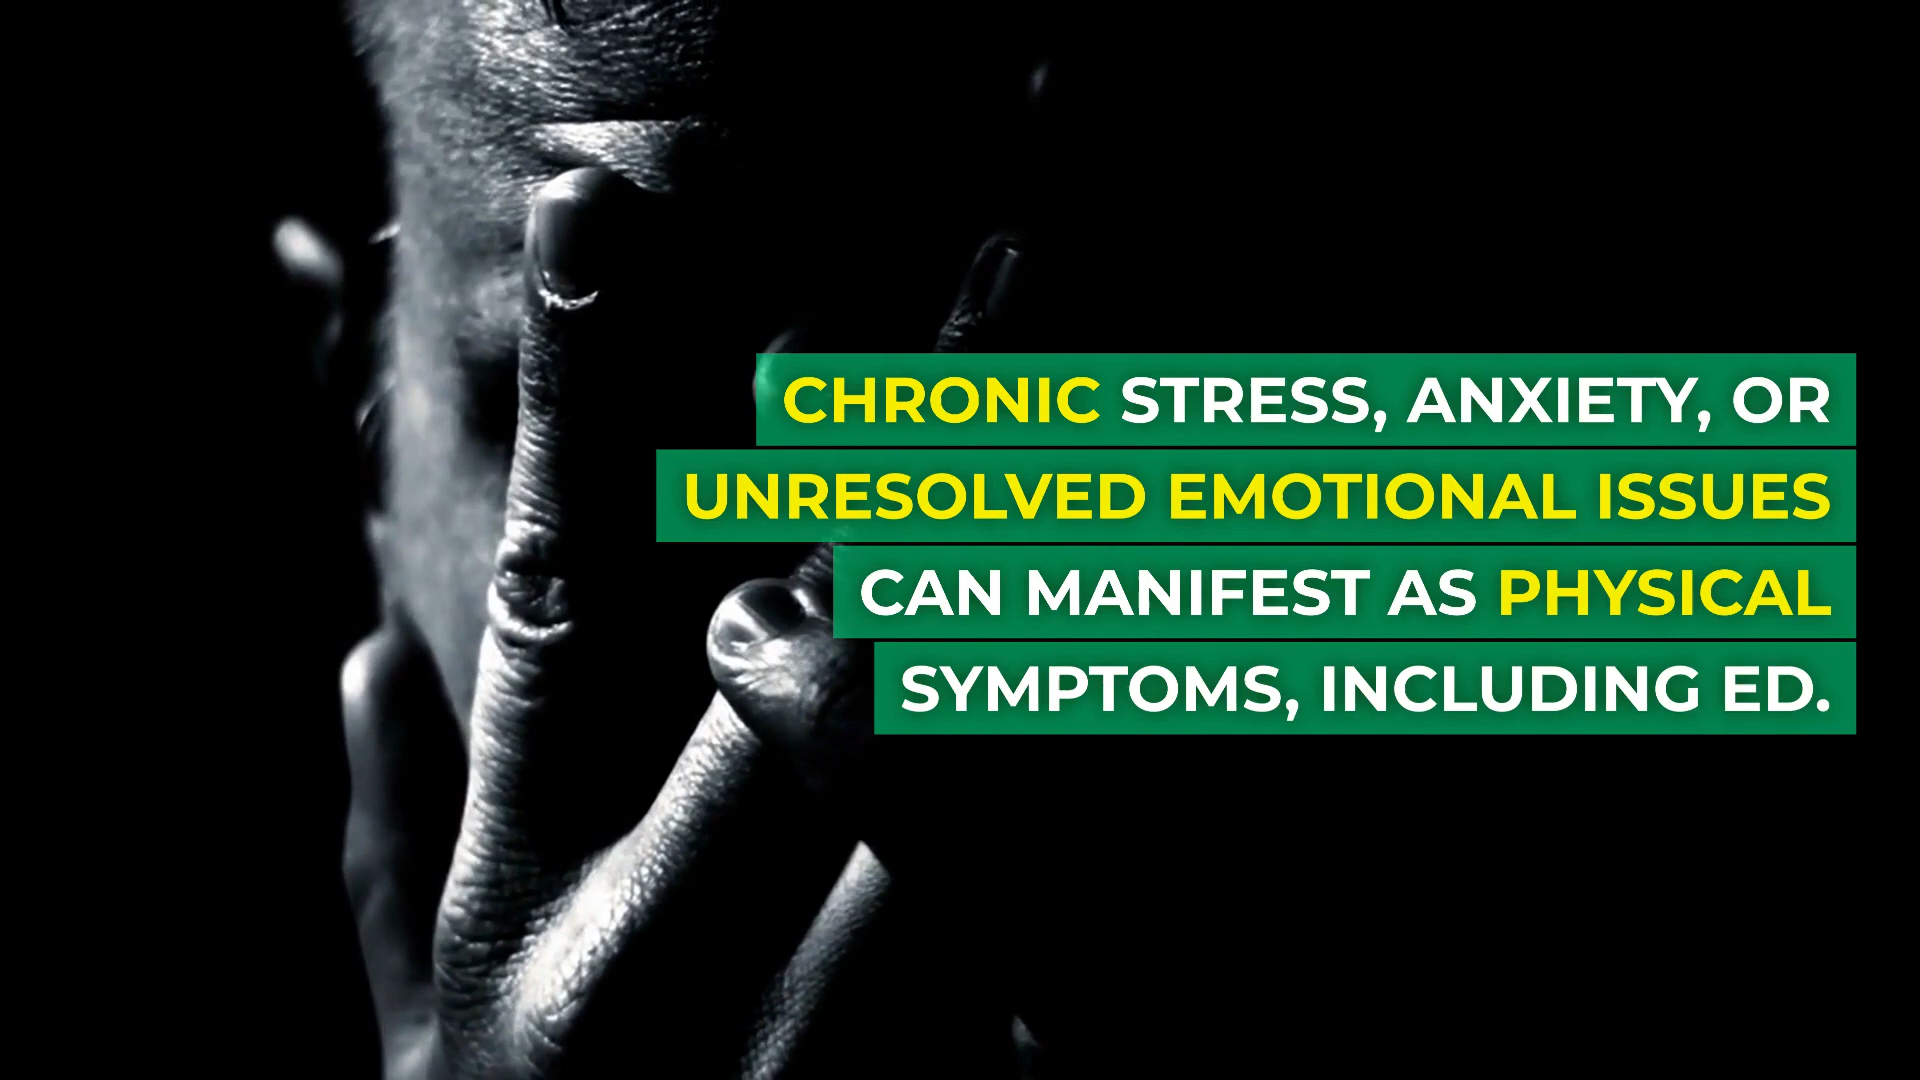 CHRONIC STRESS, ANXIETY, OR
UNRESOLVED EMOTIONAL ISSUES
CAN MANIFEST AS PHYSICAL
SYMPTOMS, INCLUDING ED.